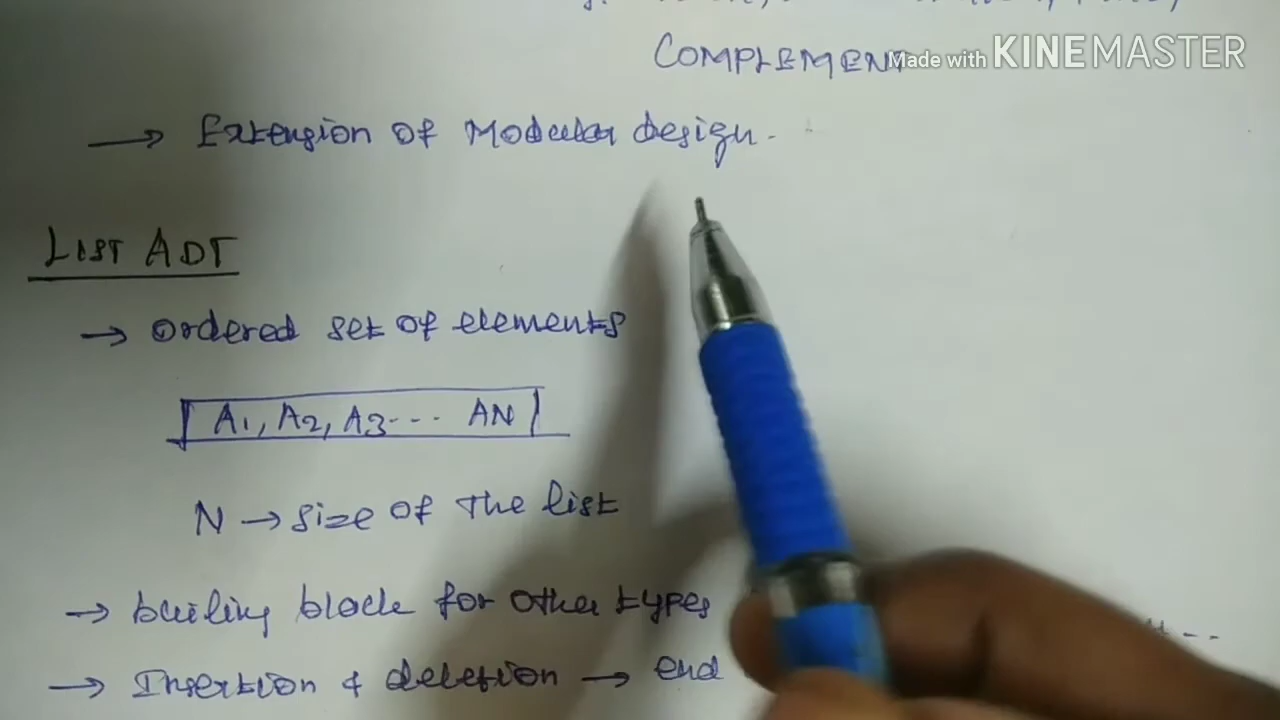 COMPLEMENT
Made with KINEMASTER
→ Extension of Modular design.
LIST ADT
→ Ordered set of elements
A1, A2, A3... AN
N → size of the list
→ builing block for other types
→ Insertion & deletion → end